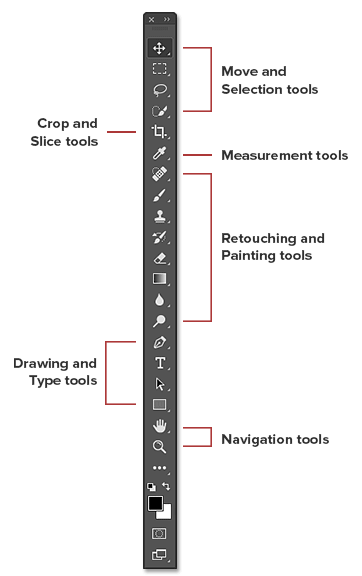 Move and
Selection tools
Crop and
Slice tools
Measurement tools
Retouching and
Painting tools
Drawing and
Type tools
Navigation tools